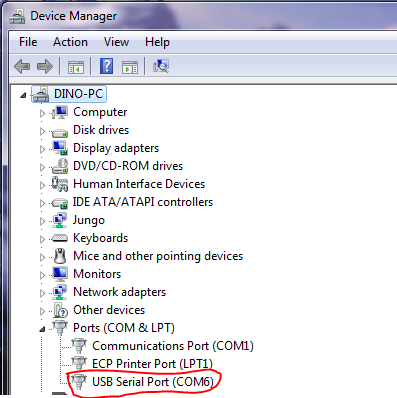 Device Manager
File Action View Help
DINO-PC
Computer
Disk drives
Display adapters
DVD/CD-ROM drives
Human Interface Devices
IDE ATA/ATAPI controllers
Jungo
Keyboards
Mice and other pointing devices
Monitors
Network adapters
Other devices
Ports (COM & LPT)
Communications Port (COM1)
ECP Printer Port (LPT1)
USB Serial Port (COM6)